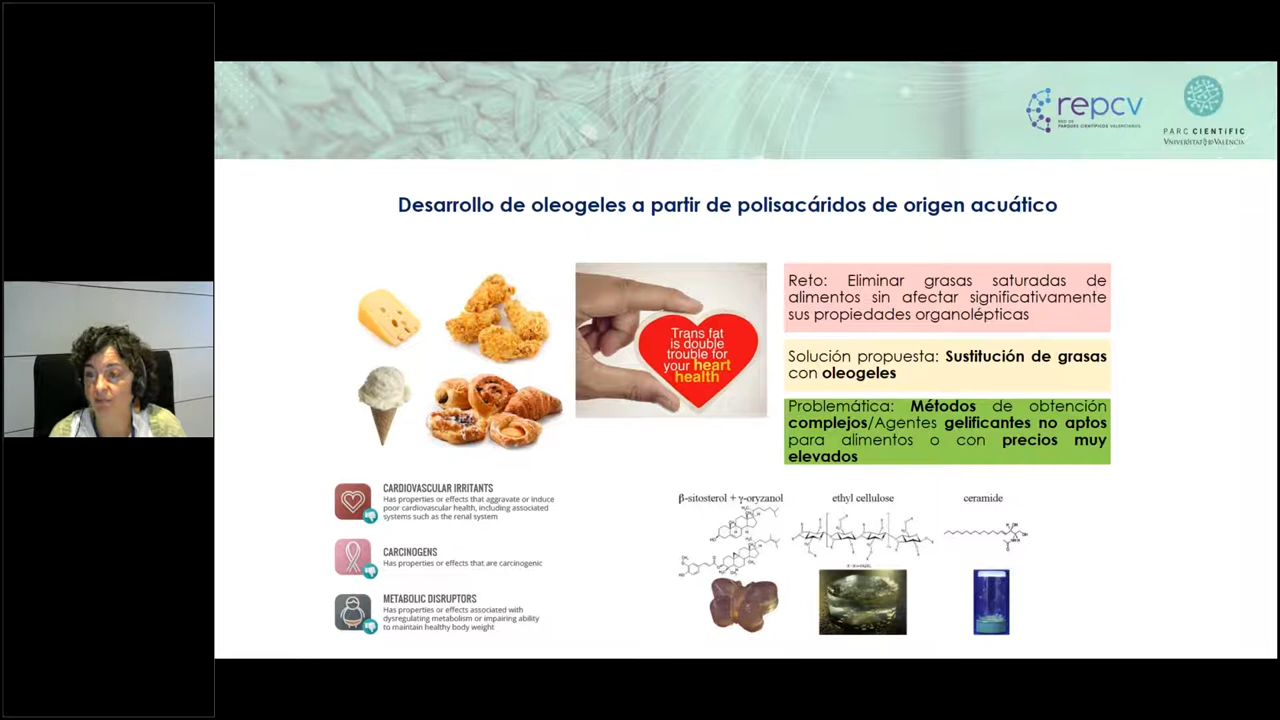 repcv
RED DE
PARQUES CIENTÍFICOS VALENCIANOS
PARC CIENTÍFIC
VNIVERSITAT D VALÈNCIA
Desarrollo de oleogeles a partir de polisacáridos de origen acuático
Trans fat
is double
trouble for
your heart
health
Reto: Eliminar grasas saturadas de
alimentos sin afectar significativamente
sus propiedades organolépticas
Solución propuesta: Sustitución de grasas
con oleogeles
Problemática: Métodos de obtención
complejos/Agentes gelificantes no aptos
para alimentos o con precios muy
elevados
CARDIOVASCULAR IRRITANTS
Has properties or effects that aggravate or induce
poor cardiovascular health, including associated
systems such as the renal system
CARCINOGENS
Has properties or effects that are carcinogenic
METABOLIC DISRUPTORS
Has properties or effects associated with
dysregulating metabolism or impairing ability
to maintain healthy body weight
β-sitosterol + γ-oryzanol
ethyl cellulose
ceramide